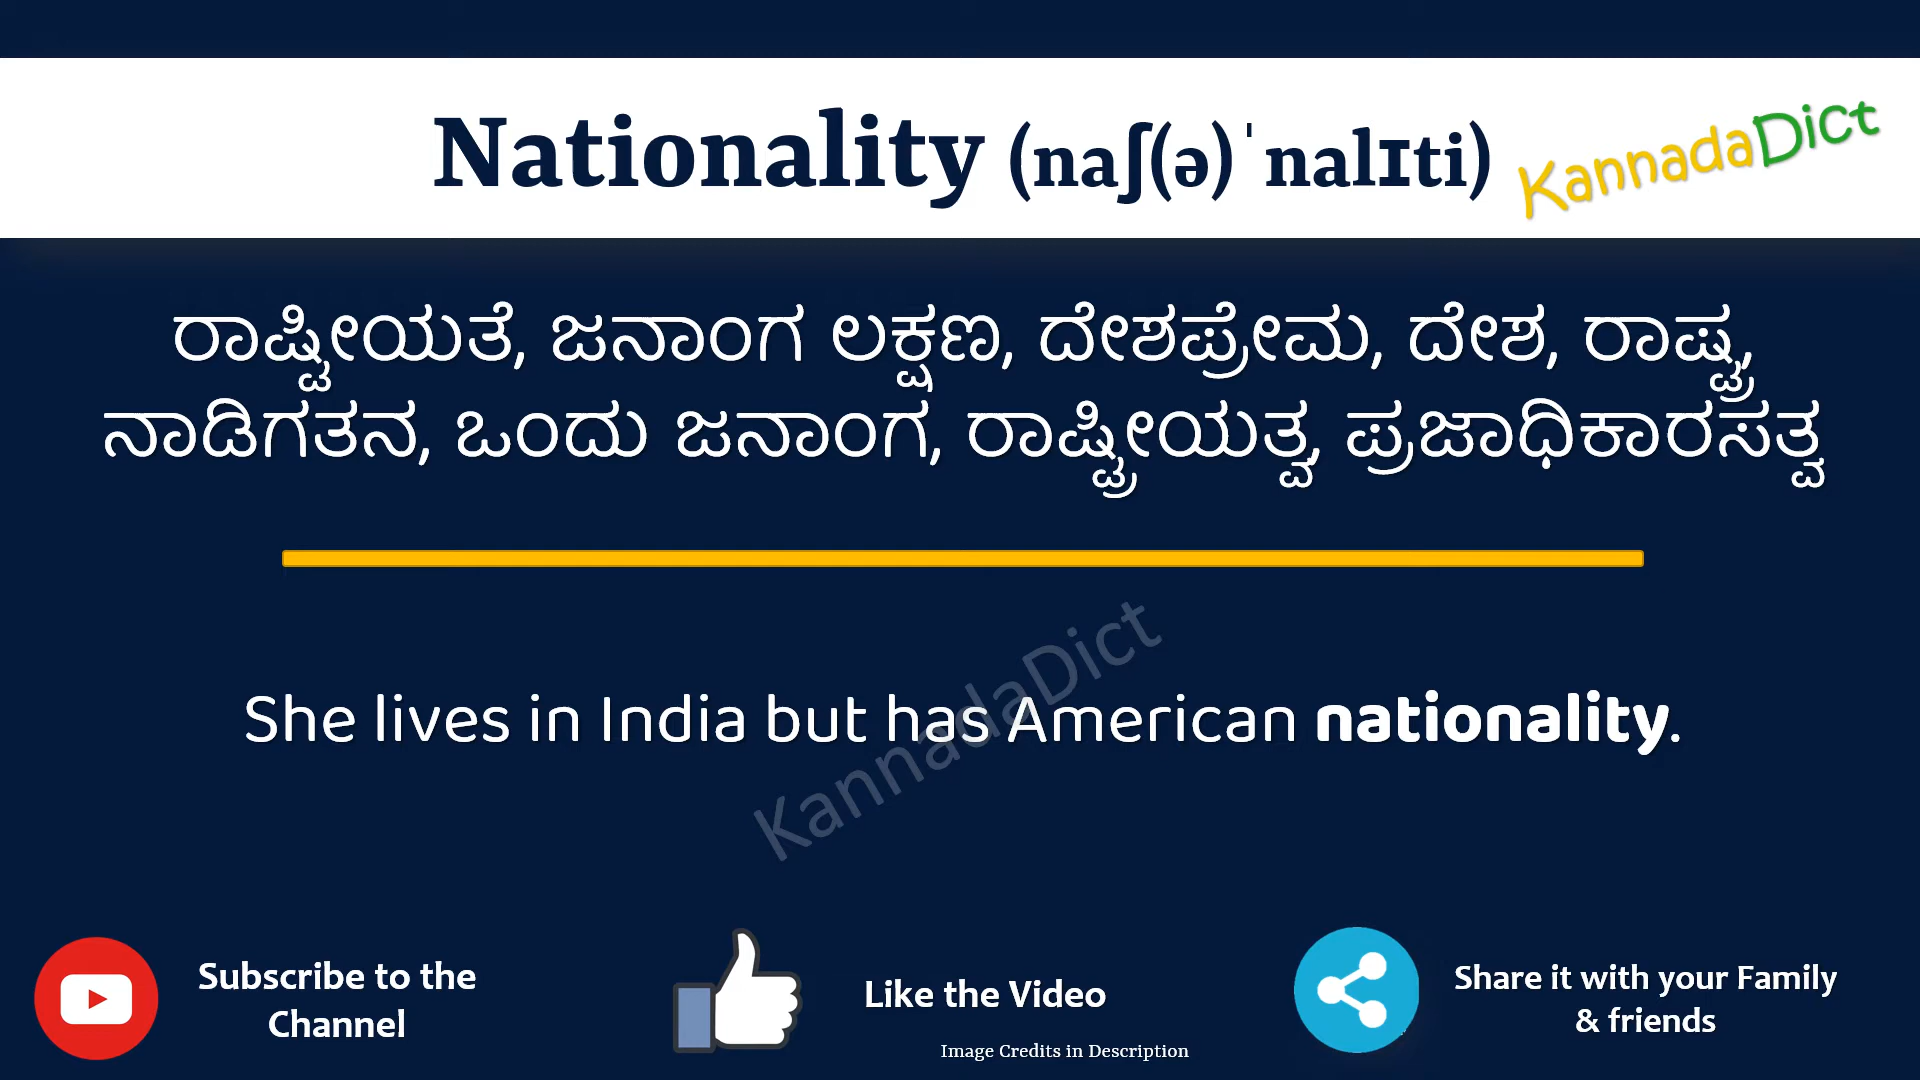 Nationality (naʃ(ə)ˈnalɪti)
KannadaDict
ರಾಷ್ಟೀಯತೆ, ಜನಾಂಗ ಲಕ್ಷಣ, ದೇಶಪ್ರೇಮ, ದೇಶ, ರಾಷ್ಟ್ರ,
ನಾಡಿಗತನ, ಒಂದು ಜನಾಂಗ, ರಾಷ್ಟ್ರೀಯತ್ವ, ಪ್ರಜಾಧಿಕಾರಸತ್ವ
She lives in India but has American nationality.
KannadaDict
Subscribe to the
Channel
Like the Video
Share it with your Family
& friends
Image Credits in Description